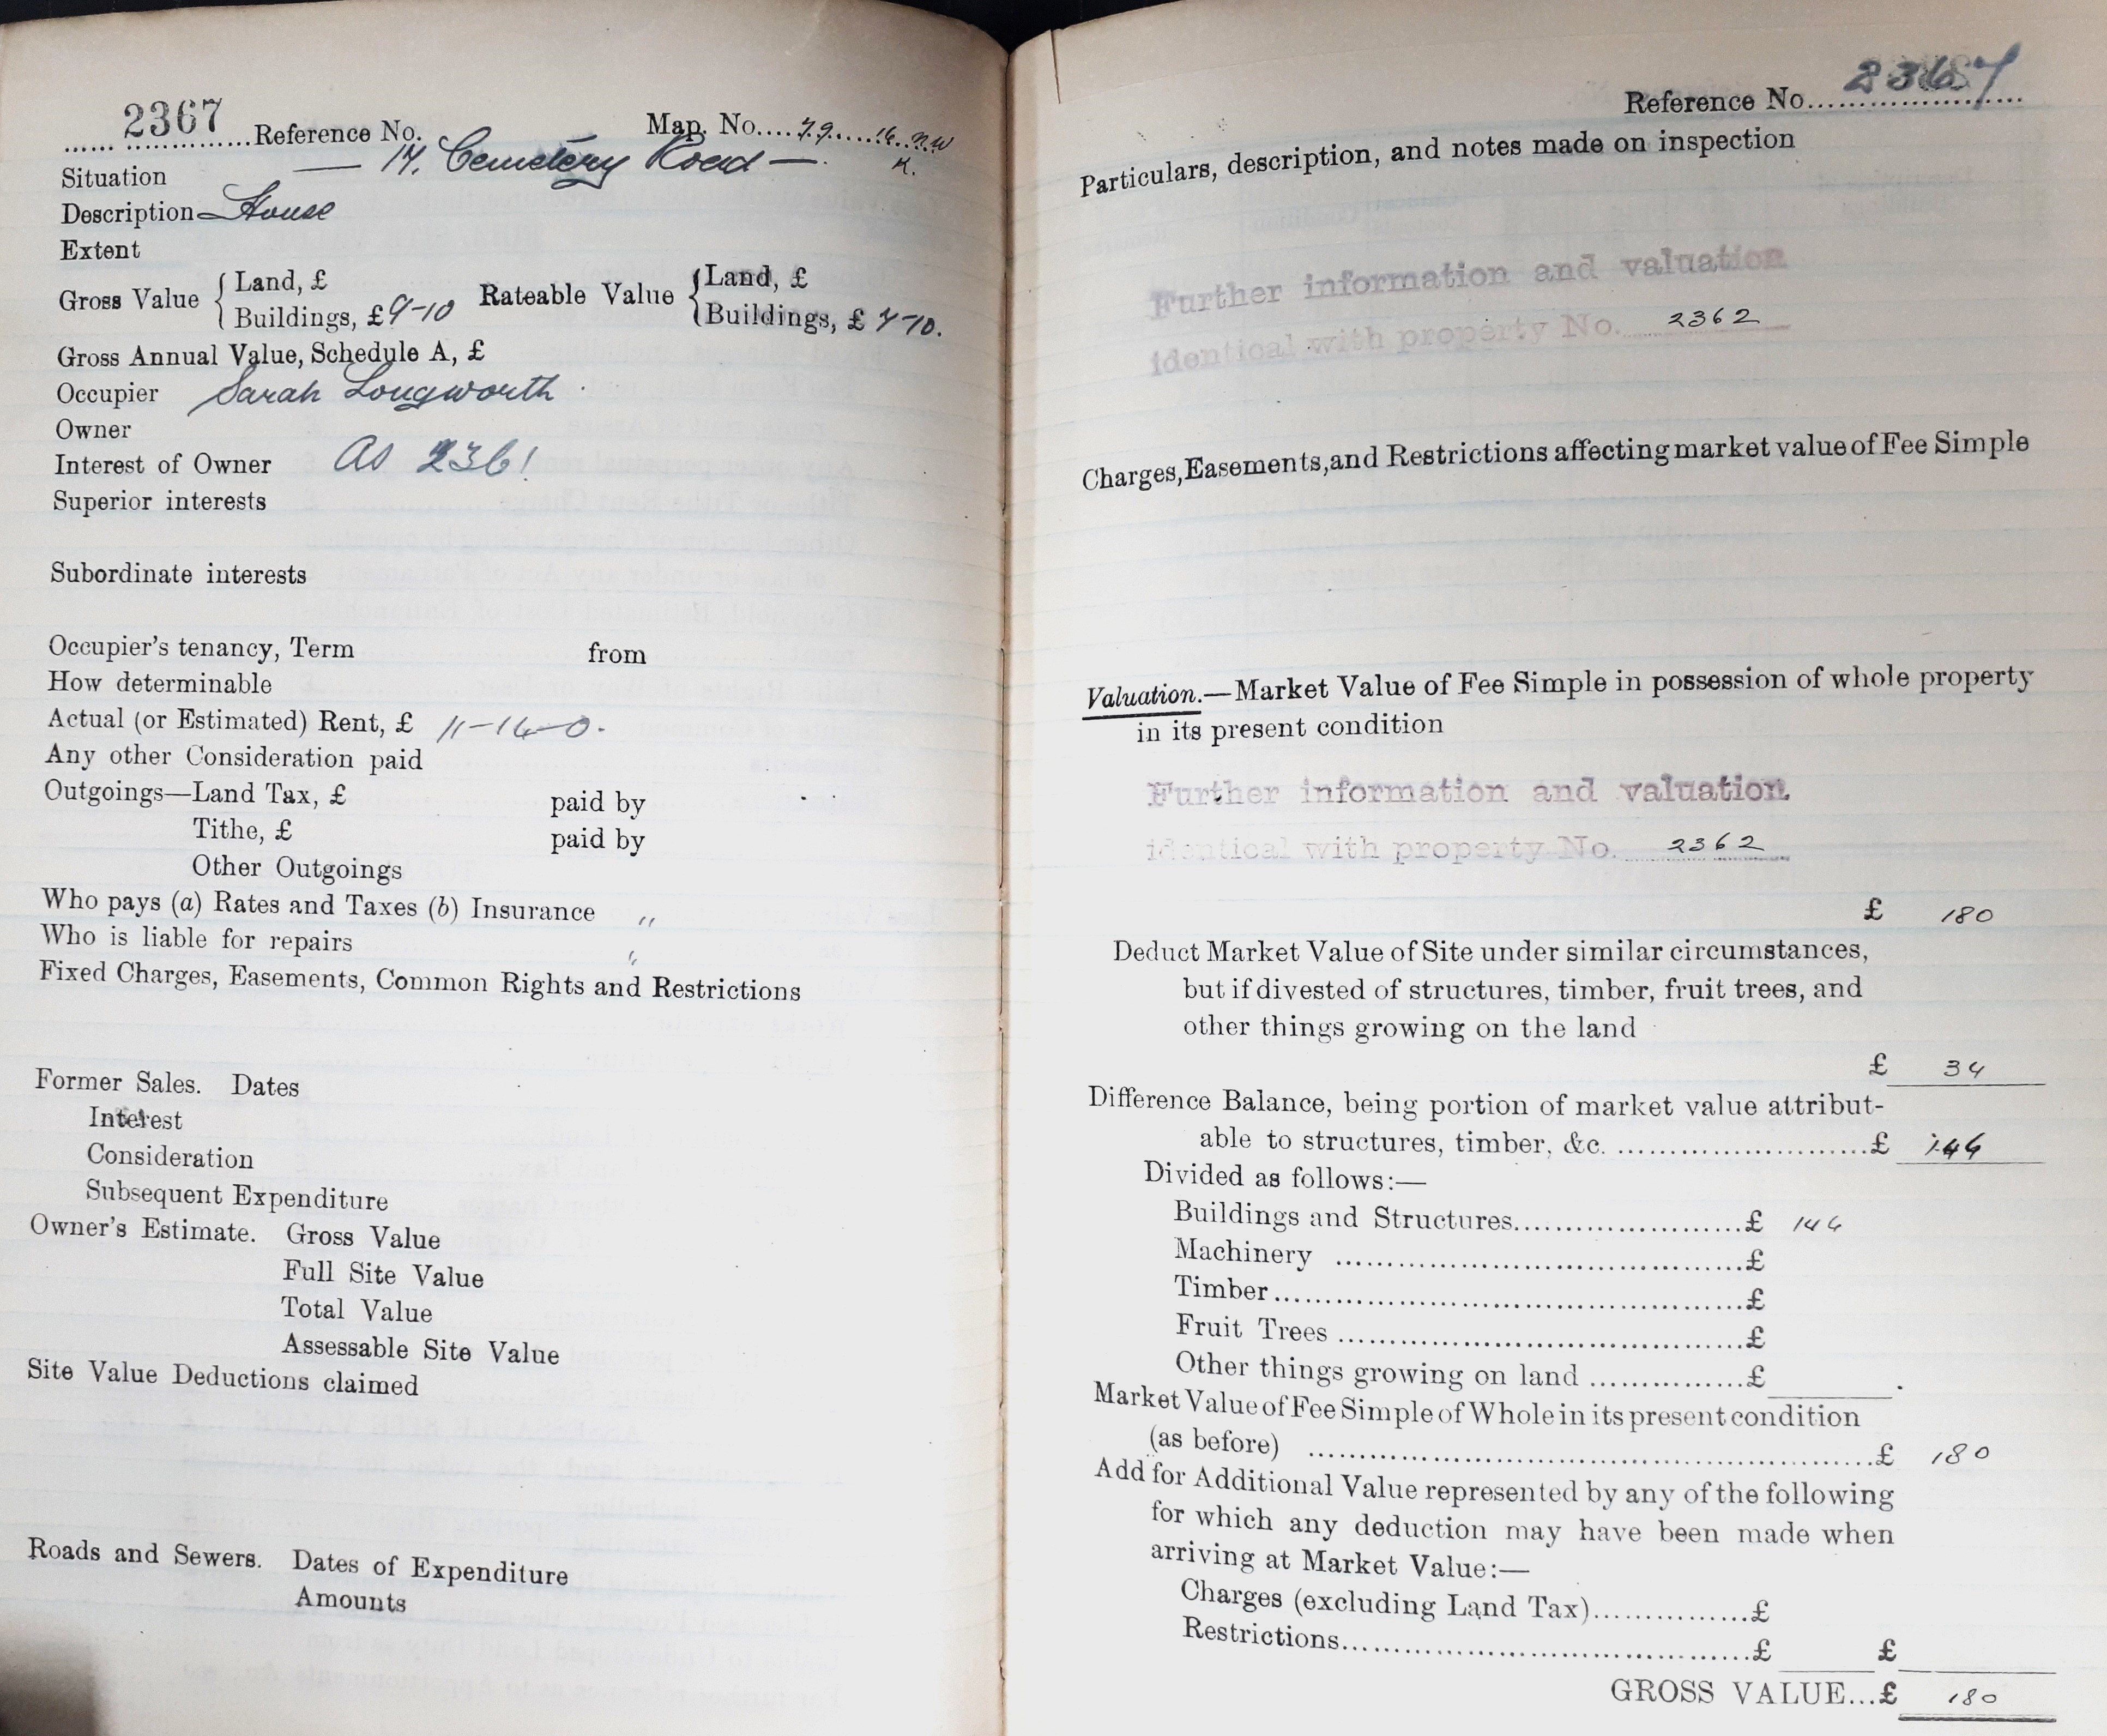 2367
...... ..............Reference No. Map. No.... 79....16..N.W
Situation — 17. Cemetery Road —. K.
Description — House
Extent
Gross Value { Land, £ Rateable Value { Land, £
Buildings, £ 9-10 Buildings, £ 7-10.
Gross Annual Value, Schedule A, £
Occupier Sarah Longworth
Owner
Interest of Owner As 2361
Superior interests
Subordinate interests
Occupier's tenancy, Term from
How determinable
Actual (or Estimated) Rent, £ 11-14-0.
Any other Consideration paid
Outgoings—Land Tax, £ paid by
Tithe, £ paid by
Other Outgoings
Who pays (a) Rates and Taxes (b) Insurance "
Who is liable for repairs "
Fixed Charges, Easements, Common Rights and Restrictions
Former Sales. Dates
Interest
Consideration
Subsequent Expenditure
Owner's Estimate. Gross Value
Full Site Value
Total Value
Assessable Site Value
Site Value Deductions claimed
Roads and Sewers. Dates of Expenditure
Amounts
Reference No. 2367
Particulars, description, and notes made on inspection
Further information and valuation
identical with property No. 2362
Charges, Easements, and Restrictions affecting market value of Fee Simple
Valuation.—Market Value of Fee Simple in possession of whole property
in its present condition
Further information and valuation
identical with property No. 2362
£ 180
Deduct Market Value of Site under similar circumstances,
but if divested of structures, timber, fruit trees, and
other things growing on the land
£ 34
Difference Balance, being portion of market value attribut-
able to structures, timber, &c. ............................£ 146
Divided as follows:—
Buildings and Structures........................£ 146
Machinery ..........................................£
Timber................................................£
Fruit Trees .........................................£
Other things growing on land ................£
Market Value of Fee Simple of Whole in its present condition
(as before) ...........................................................£ 180
Add for Additional Value represented by any of the following
for which any deduction may have been made when
arriving at Market Value:—
Charges (excluding Land Tax)................£
Restrictions..........................................£ £
GROSS VALUE...£ 180